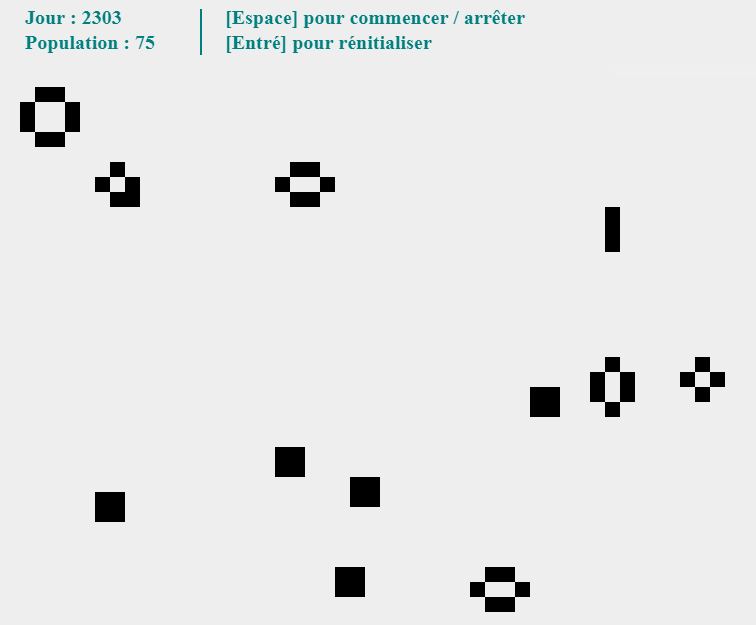 Jour : 2303
Population : 75
[Espace] pour commencer / arrêter
[Entré] pour rénitialiser